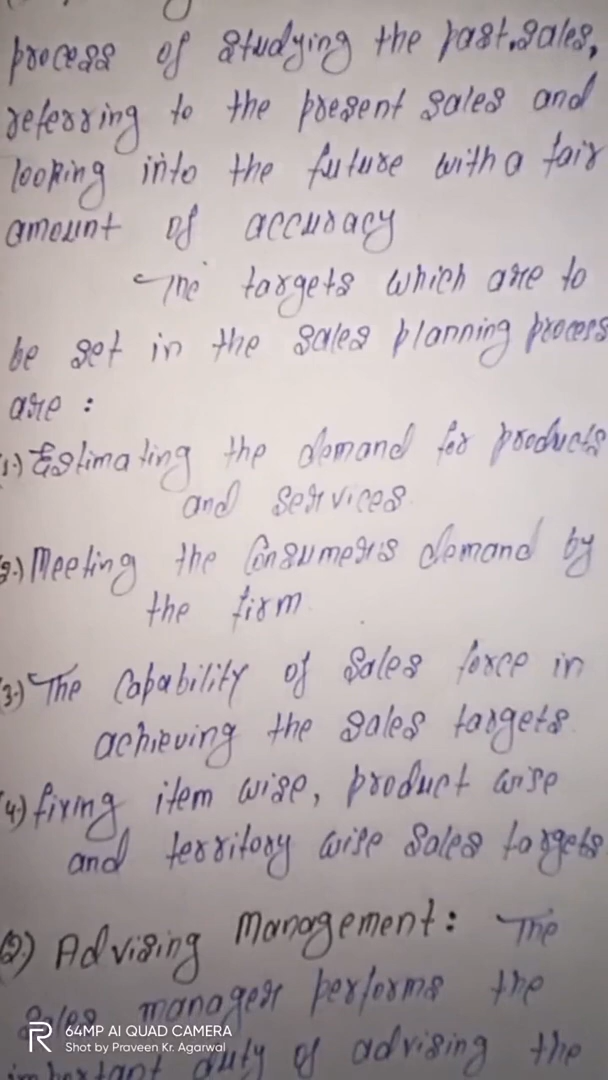 process of studying the past sales,
referring to the present sales and
looking into the future with a fair
amount of accuracy
The targets which are to
be set in the sales planning process
are :
1.) Estimating the demand for products
and services
2.) Meeting the Consumers demand by
the firm
3.) The Capability of Sales force in
achieving the sales targets.
(4.) fixing item wise, product wise
and territory wise Sales targets
(2.) Advising Management : The
Sales manager performs the
important duty of advising the
64MP AI QUAD CAMERA
Shot by Praveen Kr. Agarwal